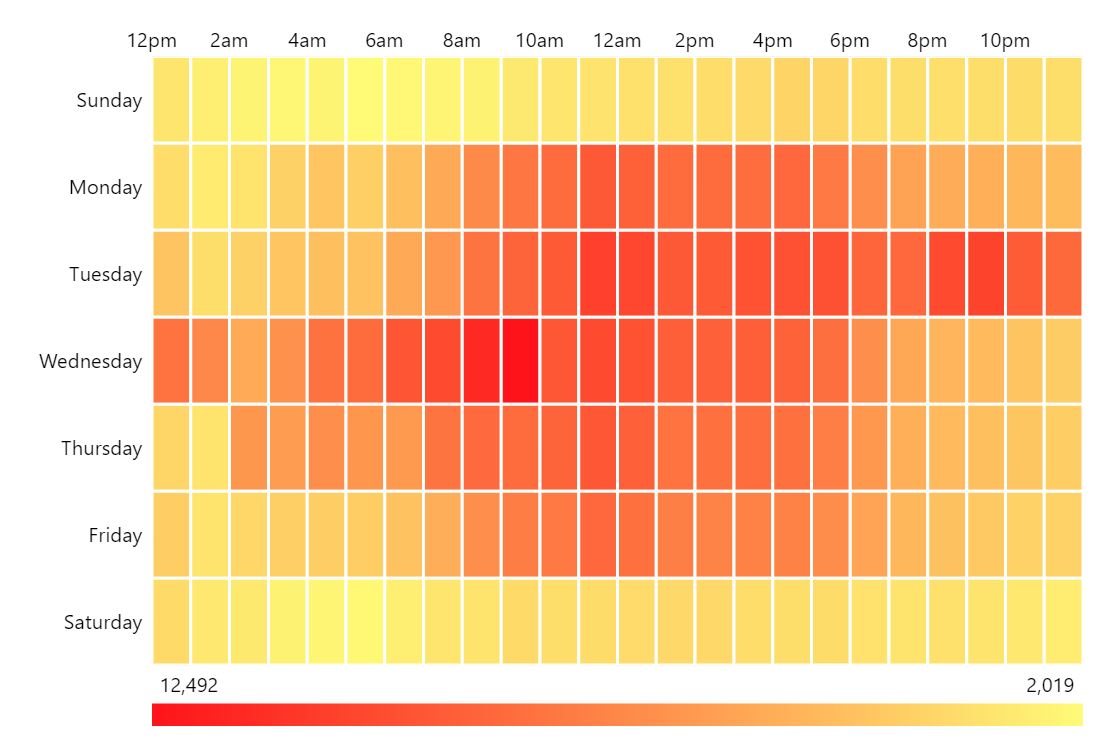 12pm 2am 4am 6am 8am 10am 12am 2pm 4pm 6pm 8pm 10pm
Sunday
Monday
Tuesday
Wednesday
Thursday
Friday
Saturday
12,492 2,019